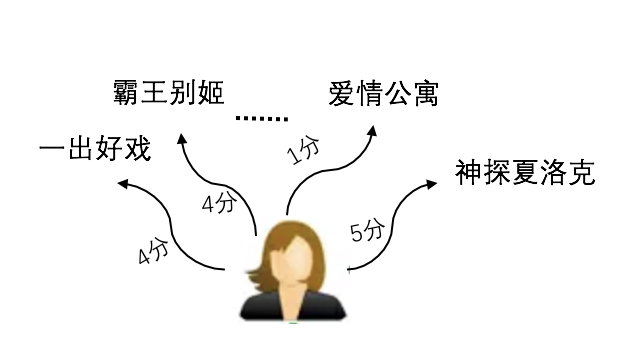 霸王别姬
爱情公寓
一出好戏
神探夏洛克
1分
4分
5分
4分